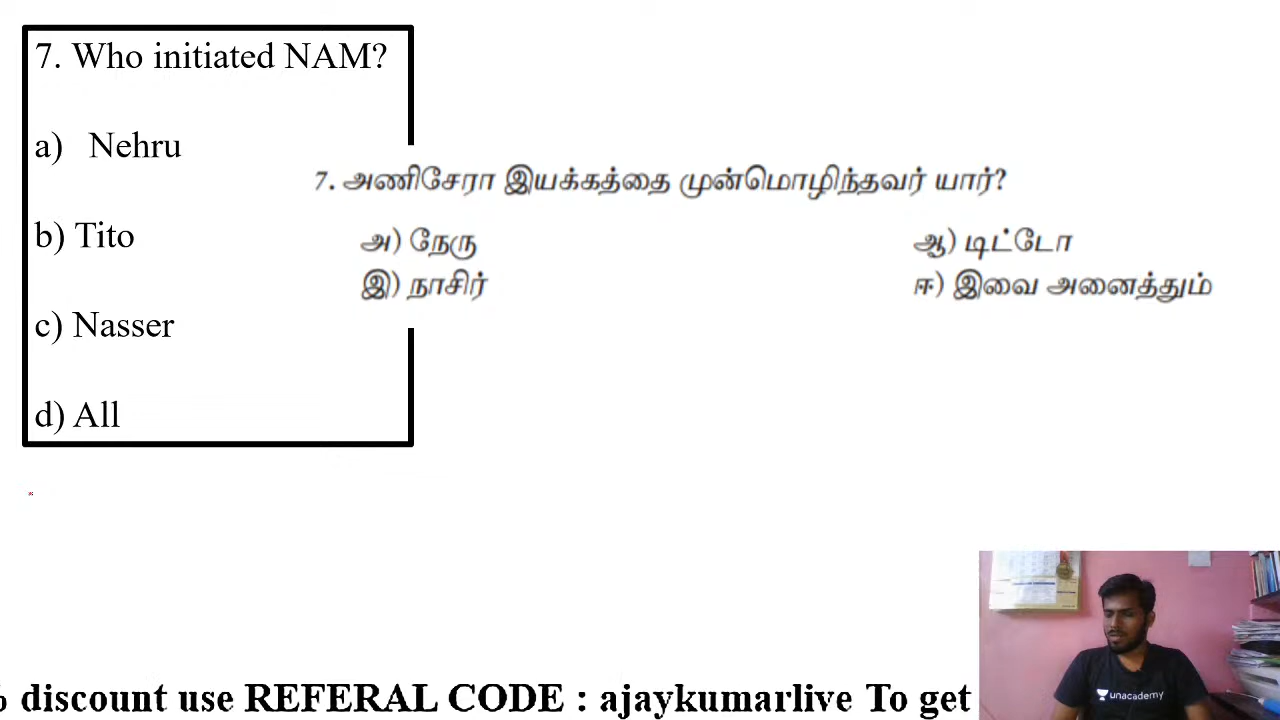 7. Who initiated NAM?
a) Nehru
b) Tito
c) Nasser
d) All
7. அணிசேரா இயக்கத்தை முன்மொழிந்தவர் யார்?
அ) நேரு ஆ) டிட்டோ
இ) நாசிர் ஈ) இவை அனைத்தும்
% discount use REFERAL CODE : ajaykumarlive To get
unacademy